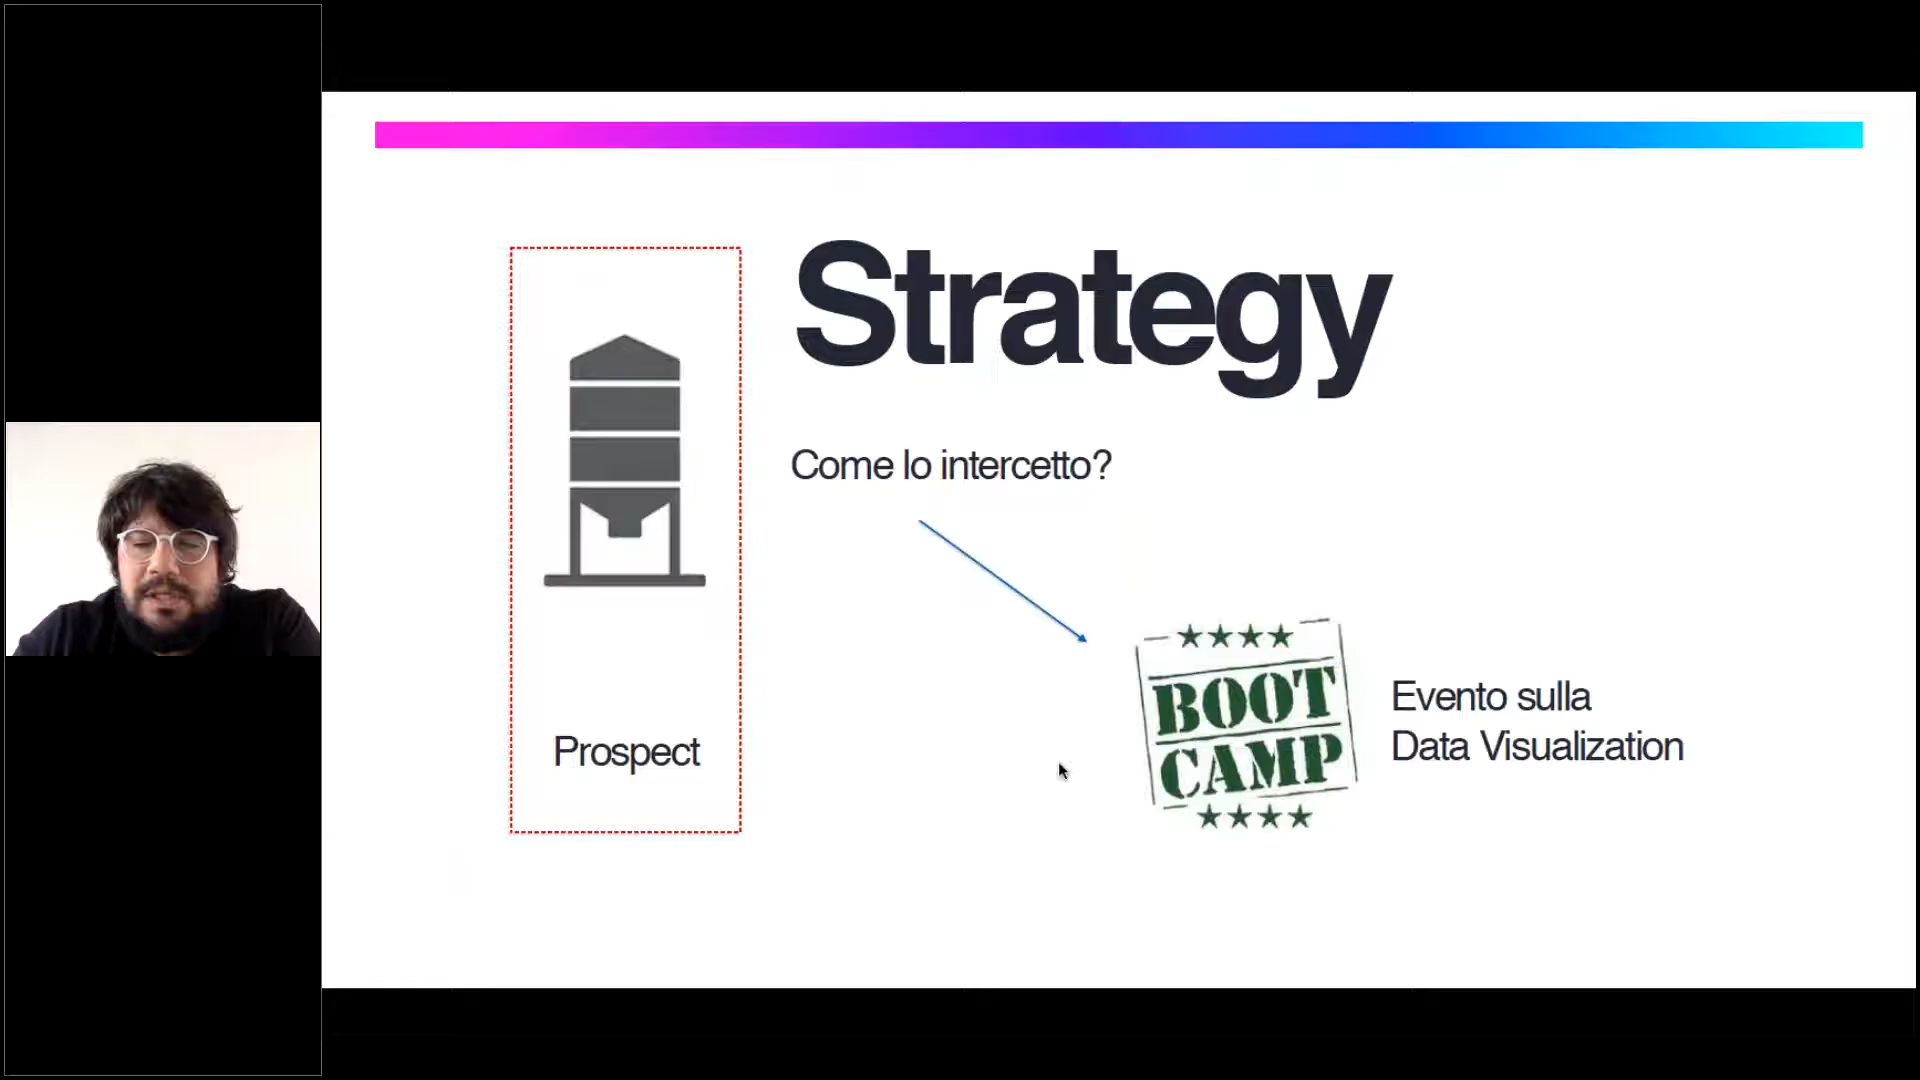 Strategy
Come lo intercetto?
Prospect
BOOT
CAMP
Evento sulla
Data Visualization